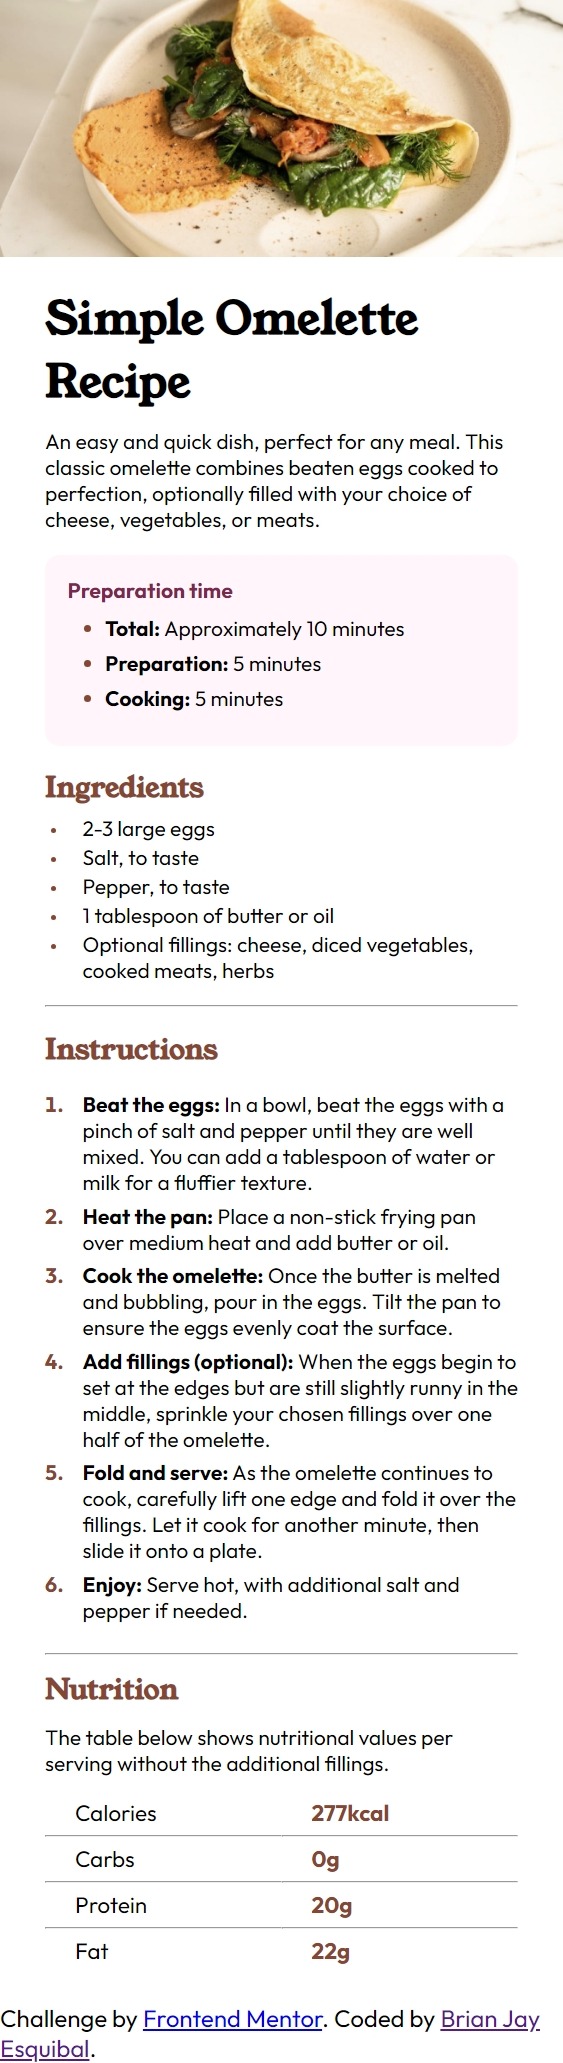 Simple Omelette
Recipe
An easy and quick dish, perfect for any meal. This
classic omelette combines beaten eggs cooked to
perfection, optionally filled with your choice of
cheese, vegetables, or meats.
Preparation time
• Total: Approximately 10 minutes
• Preparation: 5 minutes
• Cooking: 5 minutes
Ingredients
• 2-3 large eggs
• Salt, to taste
• Pepper, to taste
• 1 tablespoon of butter or oil
• Optional fillings: cheese, diced vegetables,
cooked meats, herbs
Instructions
1. Beat the eggs: In a bowl, beat the eggs with a
pinch of salt and pepper until they are well
mixed. You can add a tablespoon of water or
milk for a fluffier texture.
2. Heat the pan: Place a non-stick frying pan
over medium heat and add butter or oil.
3. Cook the omelette: Once the butter is melted
and bubbling, pour in the eggs. Tilt the pan to
ensure the eggs evenly coat the surface.
4. Add fillings (optional): When the eggs begin to
set at the edges but are still slightly runny in the
middle, sprinkle your chosen fillings over one
half of the omelette.
5. Fold and serve: As the omelette continues to
cook, carefully lift one edge and fold it over the
fillings. Let it cook for another minute, then
slide it onto a plate.
6. Enjoy: Serve hot, with additional salt and
pepper if needed.
Nutrition
The table below shows nutritional values per
serving without the additional fillings.
Calories 277kcal
Carbs 0g
Protein 20g
Fat 22g
Challenge by Frontend Mentor. Coded by Brian Jay
Esquibal.